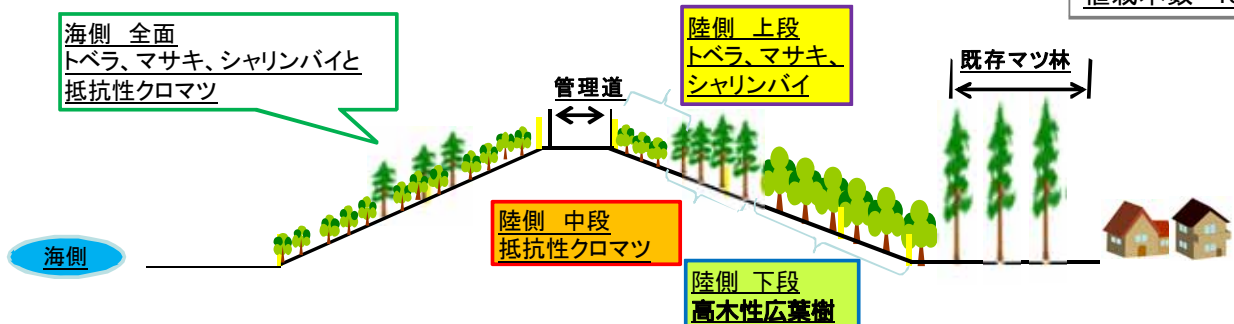 海側 全面
トベラ、マサキ、シャリンバイと
抵抗性クロマツ
管理道
陸側 上段
トベラ、マサキ、
シャリンバイ
既存マツ林
陸側 中段
抵抗性クロマツ
海側
陸側 下段
高木性広葉樹